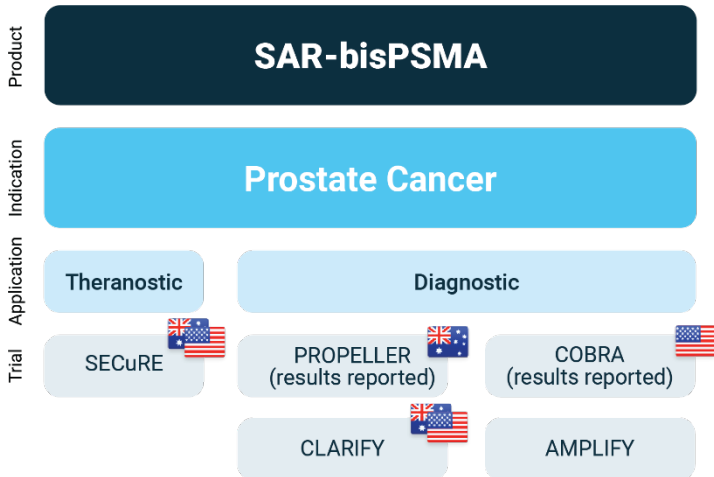 Product
SAR-bisPSMA
Indication
Prostate Cancer
Application
Theranostic
Diagnostic
Trial
SECuRE
PROPELLER
(results reported)
COBRA
(results reported)
CLARIFY
AMPLIFY